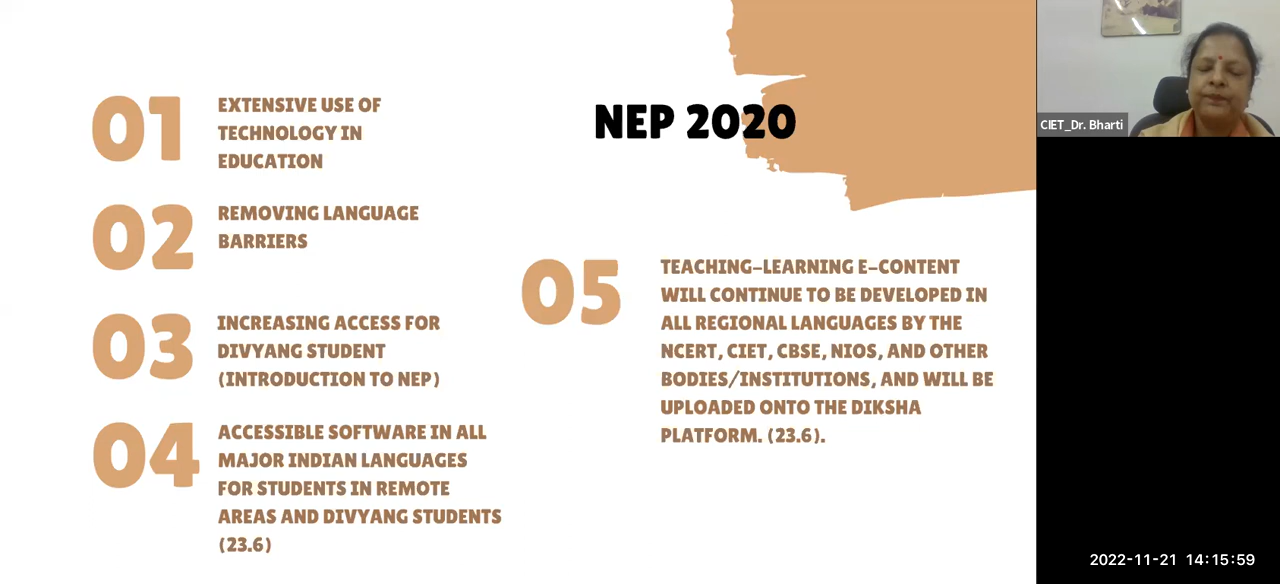 NEP 2020
01
EXTENSIVE USE OF
TECHNOLOGY IN
EDUCATION
02
REMOVING LANGUAGE
BARRIERS
03
INCREASING ACCESS FOR
DIVYANG STUDENT
(INTRODUCTION TO NEP)
04
ACCESSIBLE SOFTWARE IN ALL
MAJOR INDIAN LANGUAGES
FOR STUDENTS IN REMOTE
AREAS AND DIVYANG STUDENTS
(23.6)
05
TEACHING-LEARNING E-CONTENT
WILL CONTINUE TO BE DEVELOPED IN
ALL REGIONAL LANGUAGES BY THE
NCERT, CIET, CBSE, NIOS, AND OTHER
BODIES/INSTITUTIONS, AND WILL BE
UPLOADED ONTO THE DIKSHA
PLATFORM. (23.6).
CIET_Dr. Bharti
2022-11-21 14:15:59